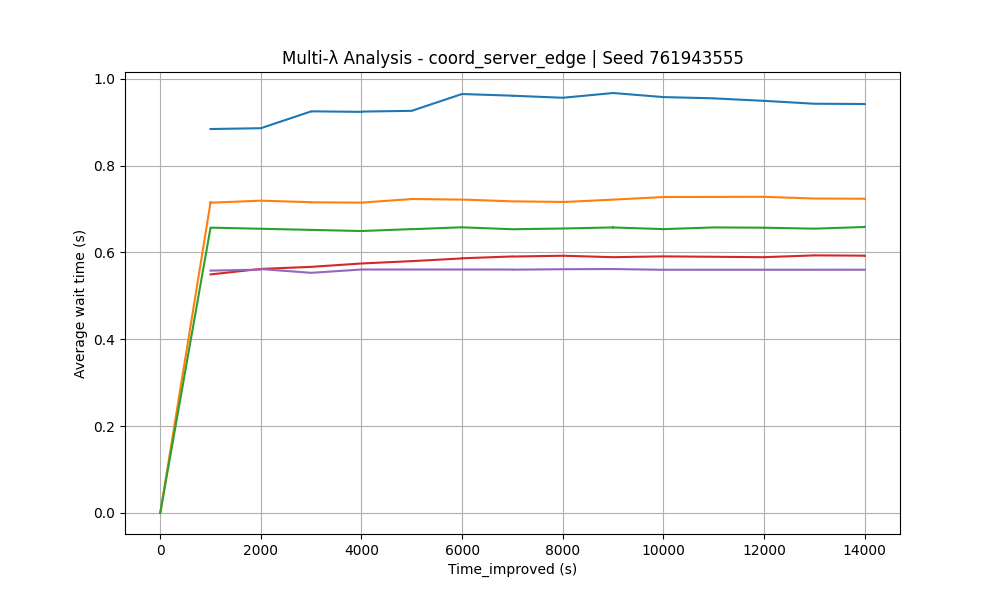 Multi-λ Analysis - coord_server_edge | Seed 761943555
1.0
0.8
0.6
0.4
0.2
0.0
Average wait time (s)
0 2000 4000 6000 8000 10000 12000 14000
Time_improved (s)